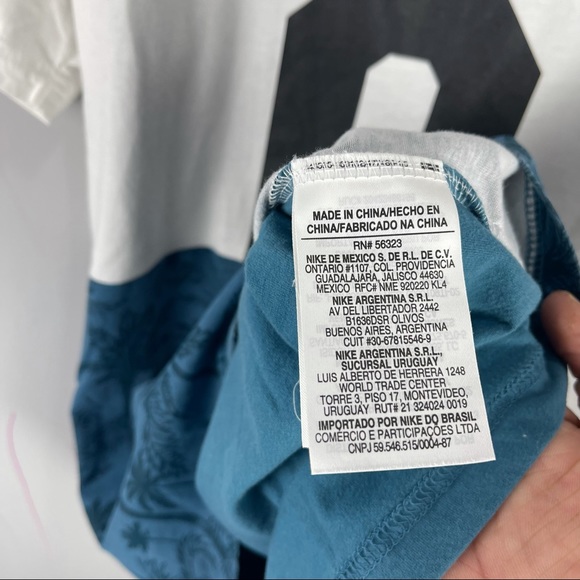 MADE IN CHINA/HECHO EN
CHINA/FABRICADO NA CHINA
RN# 56323
NIKE DE MEXICO S. DE R.L. DE C.V.
ONTARIO #1107, COL. PROVIDENCIA
GUADALAJARA, JALISCO 44630
MEXICO RFC# NME 920220 KL4
NIKE ARGENTINA S.R.L.
AV DEL LIBERTADOR 2442
B1636DSR OLIVOS
BUENOS AIRES, ARGENTINA
CUIT #30-67815546-9
NIKE ARGENTINA S.R.L.,
SUCURSAL URUGUAY
LUIS ALBERTO DE HERRERA 1248
WORLD TRADE CENTER
TORRE 3, PISO 17, MONTEVIDEO,
URUGUAY RUT# 21 324024 0019
IMPORTADO POR NIKE DO BRASIL
COMÉRCIO E PARTICIPAÇÕES LTDA
CNPJ 59.546.515/0004-87